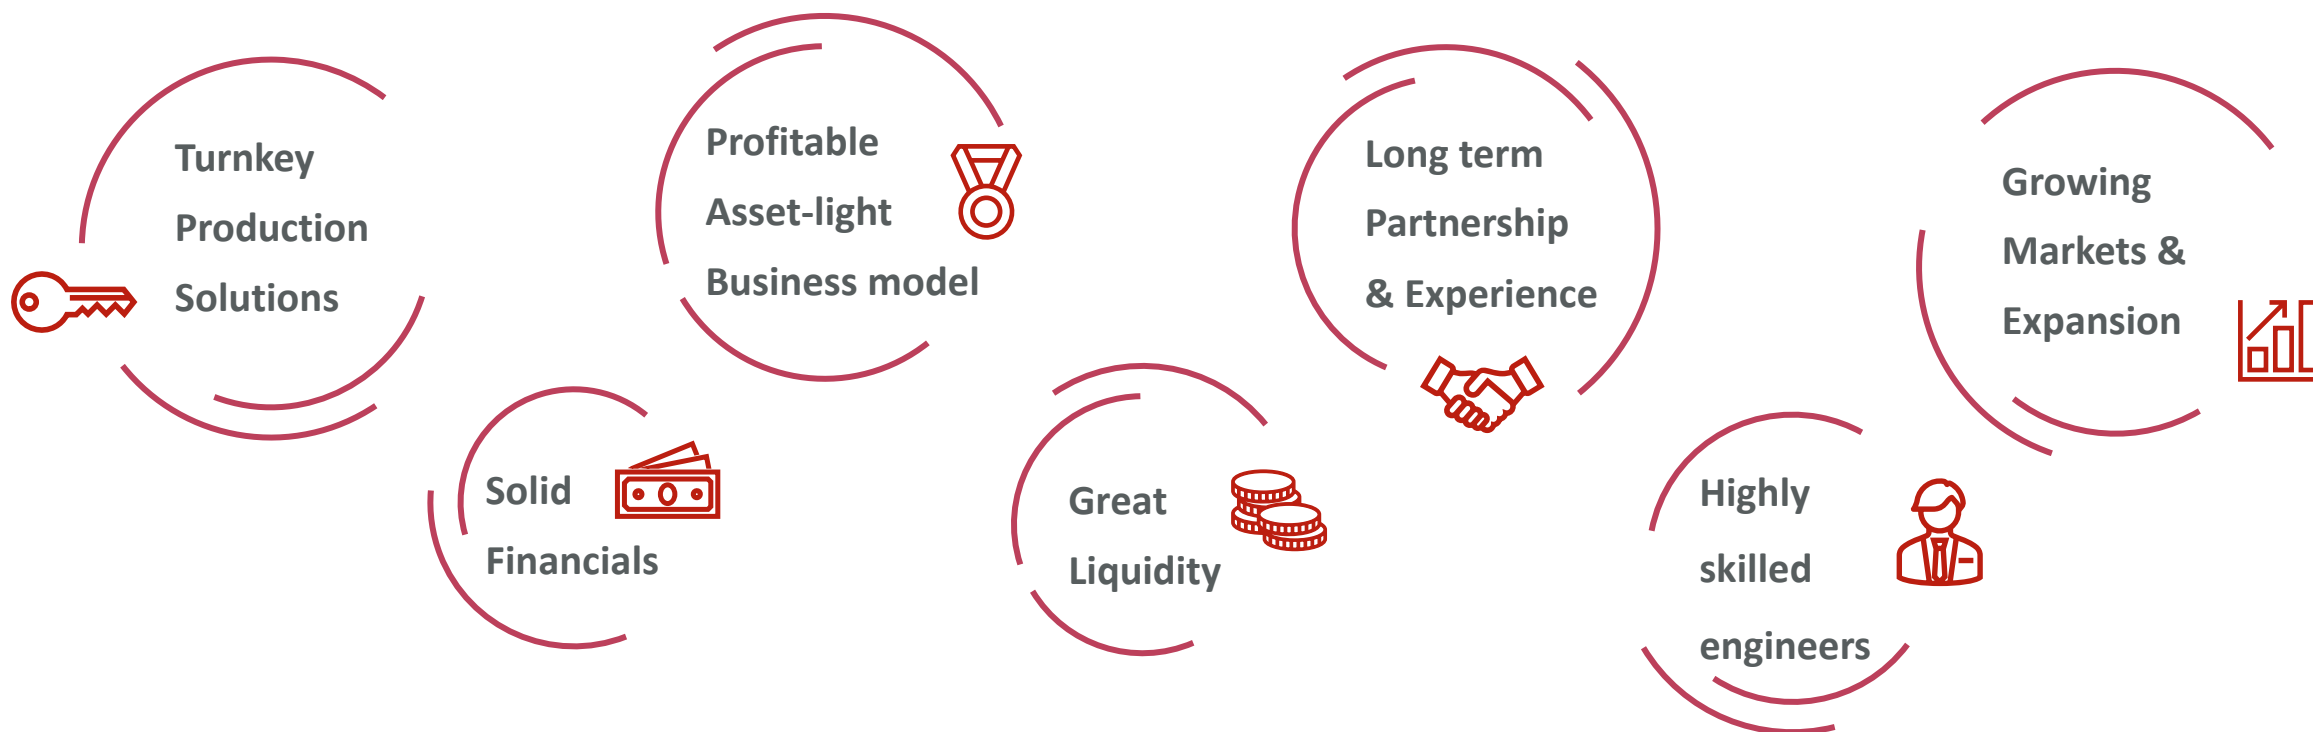 Turnkey
Production
Solutions
Solid
Financials
Profitable
Asset-light
Business model
Great
Liquidity
Long term
Partnership
& Experience
Highly
skilled
engineers
Growing
Markets &
Expansion